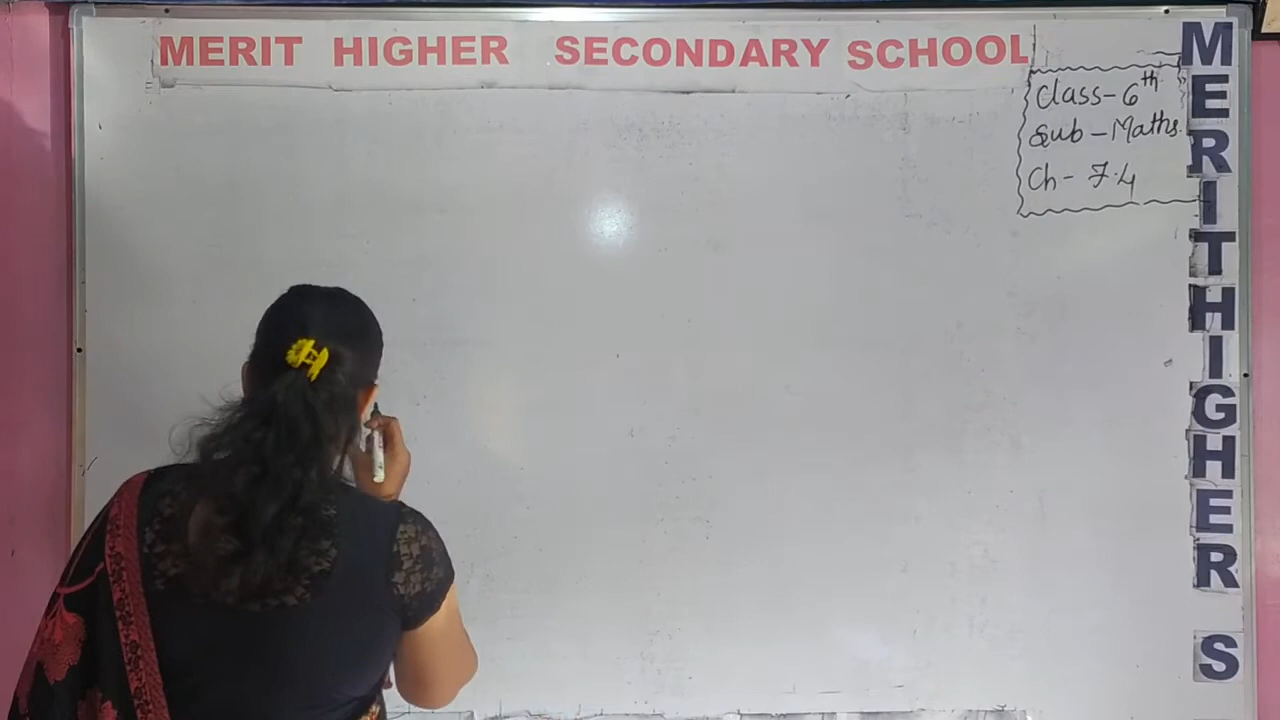 MERIT HIGHER SECONDARY SCHOOL
Class-6th
Sub-Maths
Ch-7.4
MERIT HIGHER S